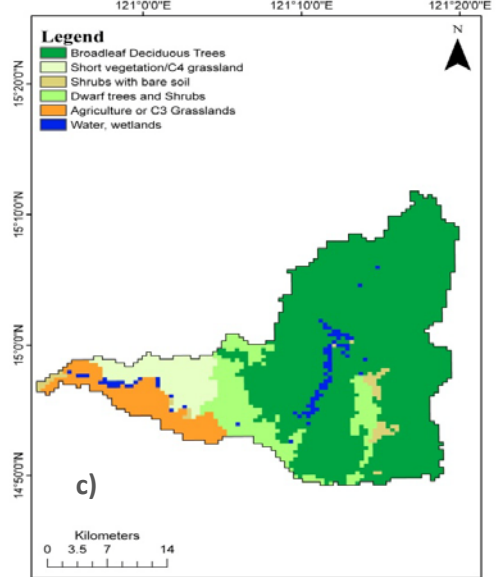 121°0'0"E 121°10'0"E 121°20'0"E
Legend
Broadleaf Deciduous Trees
Short vegetation/C4 grassland
Shrubs with bare soil
Dwarf trees and Shrubs
Agriculture or C3 Grasslands
Water, wetlands
N
15°20'0"N
15°10'0"N
15°0'0"N
14°50'0"N
c)
Kilometers
0 3.5 7 14